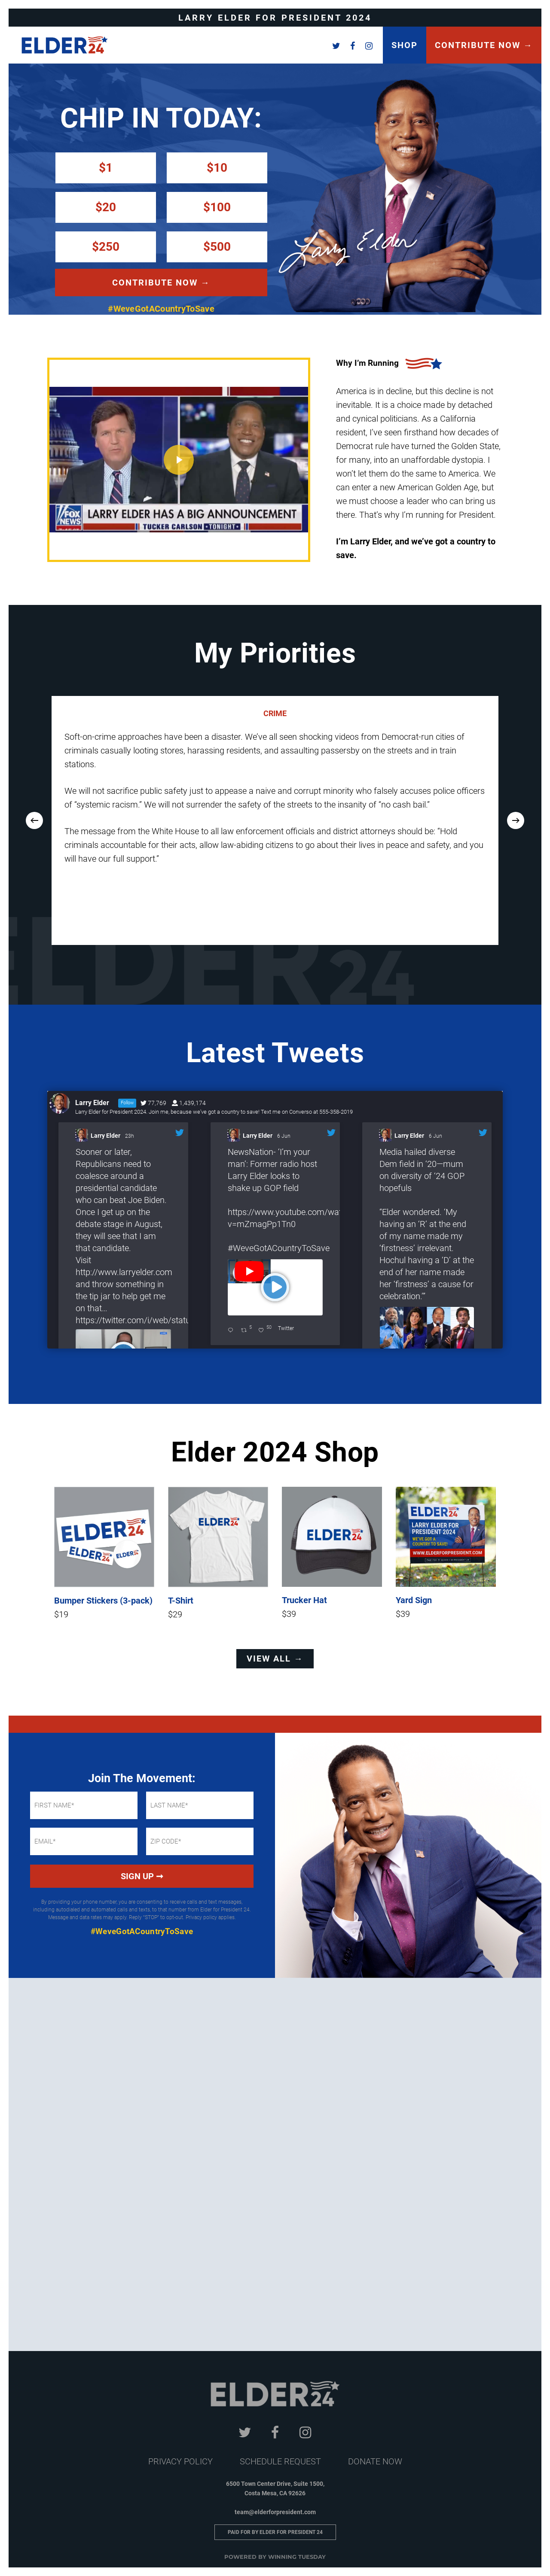 LARRY ELDER FOR PRESIDENT 2024
ELDER 24
SHOP
CONTRIBUTE NOW →
CHIP IN TODAY:
$1
$10
$20
$100
$250
$500
CONTRIBUTE NOW →
#WeveGotACountryToSave
Larry Elder
FOX NEWS
LARRY ELDER HAS A BIG ANNOUNCEMENT
TUCKER CARLSON TONIGHT
Why I'm Running
America is in decline, but this decline is not
inevitable. It is a choice made by detached
and cynical politicians. As a California
resident, I've seen firsthand how decades of
Democrat rule have turned the Golden State,
for many, into an unaffordable dystopia. I
won't let them do the same to America. We
can enter a new American Golden Age, but
we must choose a leader who can bring us
there. That's why I'm running for President.
I'm Larry Elder, and we've got a country to
save.
My Priorities
CRIME
Soft-on-crime approaches have been a disaster. We've all seen shocking videos from Democrat-run cities of
criminals casually looting stores, harassing residents, and assaulting passersby on the streets and in train
stations.
We will not sacrifice public safety just to appease a naive and corrupt minority who falsely accuses police officers
of "systemic racism." We will not surrender the safety of the streets to the insanity of "no cash bail."
The message from the White House to all law enforcement officials and district attorneys should be: "Hold
criminals accountable for their acts, allow law-abiding citizens to go about their lives in peace and safety, and you
will have our full support."
ELDER24
Latest Tweets
Larry Elder Follow 77,769 1,439,174
Larry Elder for President 2024. Join me, because we've got a country to save! Text me on Converso at 555-358-2019
Larry Elder 23h
Sooner or later,
Republicans need to
coalesce around a
presidential candidate
who can beat Joe Biden.
Once I get up on the
debate stage in August,
they will see that I am
that candidate.
Visit
http://www.larryelder.com
and throw something in
the tip jar to help get me
on that…
https://twitter.com/i/web/statu
Larry Elder 6 Jun
NewsNation- 'I'm your
man': Former radio host
Larry Elder looks to
shake up GOP field
https://www.youtube.com/wa
v=mZmagPp1Tn0
#WeveGotACountryToSave
5 30 Twitter
Larry Elder 6 Jun
Media hailed diverse
Dem field in '20—mum
on diversity of '24 GOP
hopefuls
"Elder wondered. 'My
having an 'R' at the end
of my name made my
'firstness' irrelevant.
Hochul having a 'D' at the
end of her name made
her 'firstness' a cause for
celebration.'"
Elder 2024 Shop
ELDER24
ELDER24
ELDER24
ELDER24
ELDER24
ELDER24
LARRY ELDER FOR
PRESIDENT 2024
WE'VE GOT A
COUNTRY TO SAVE!
WWW.ELDERFORPRESIDENT.COM
Bumper Stickers (3-pack)
$19
T-Shirt
$29
Trucker Hat
$39
Yard Sign
$39
VIEW ALL →
Join The Movement:
FIRST NAME*
LAST NAME*
EMAIL*
ZIP CODE*
SIGN UP ➞
By providing your phone number, you are consenting to receive calls and text messages,
including autodialed and automated calls and texts, to that number from Elder for President 24.
Message and data rates may apply. Reply "STOP" to opt-out. Privacy policy applies.
#WeveGotACountryToSave
ELDER 24
PRIVACY POLICY
SCHEDULE REQUEST
DONATE NOW
6500 Town Center Drive, Suite 1500,
Costa Mesa, CA 92626
team@elderforpresident.com
PAID FOR BY ELDER FOR PRESIDENT 24
POWERED BY WINNING TUESDAY